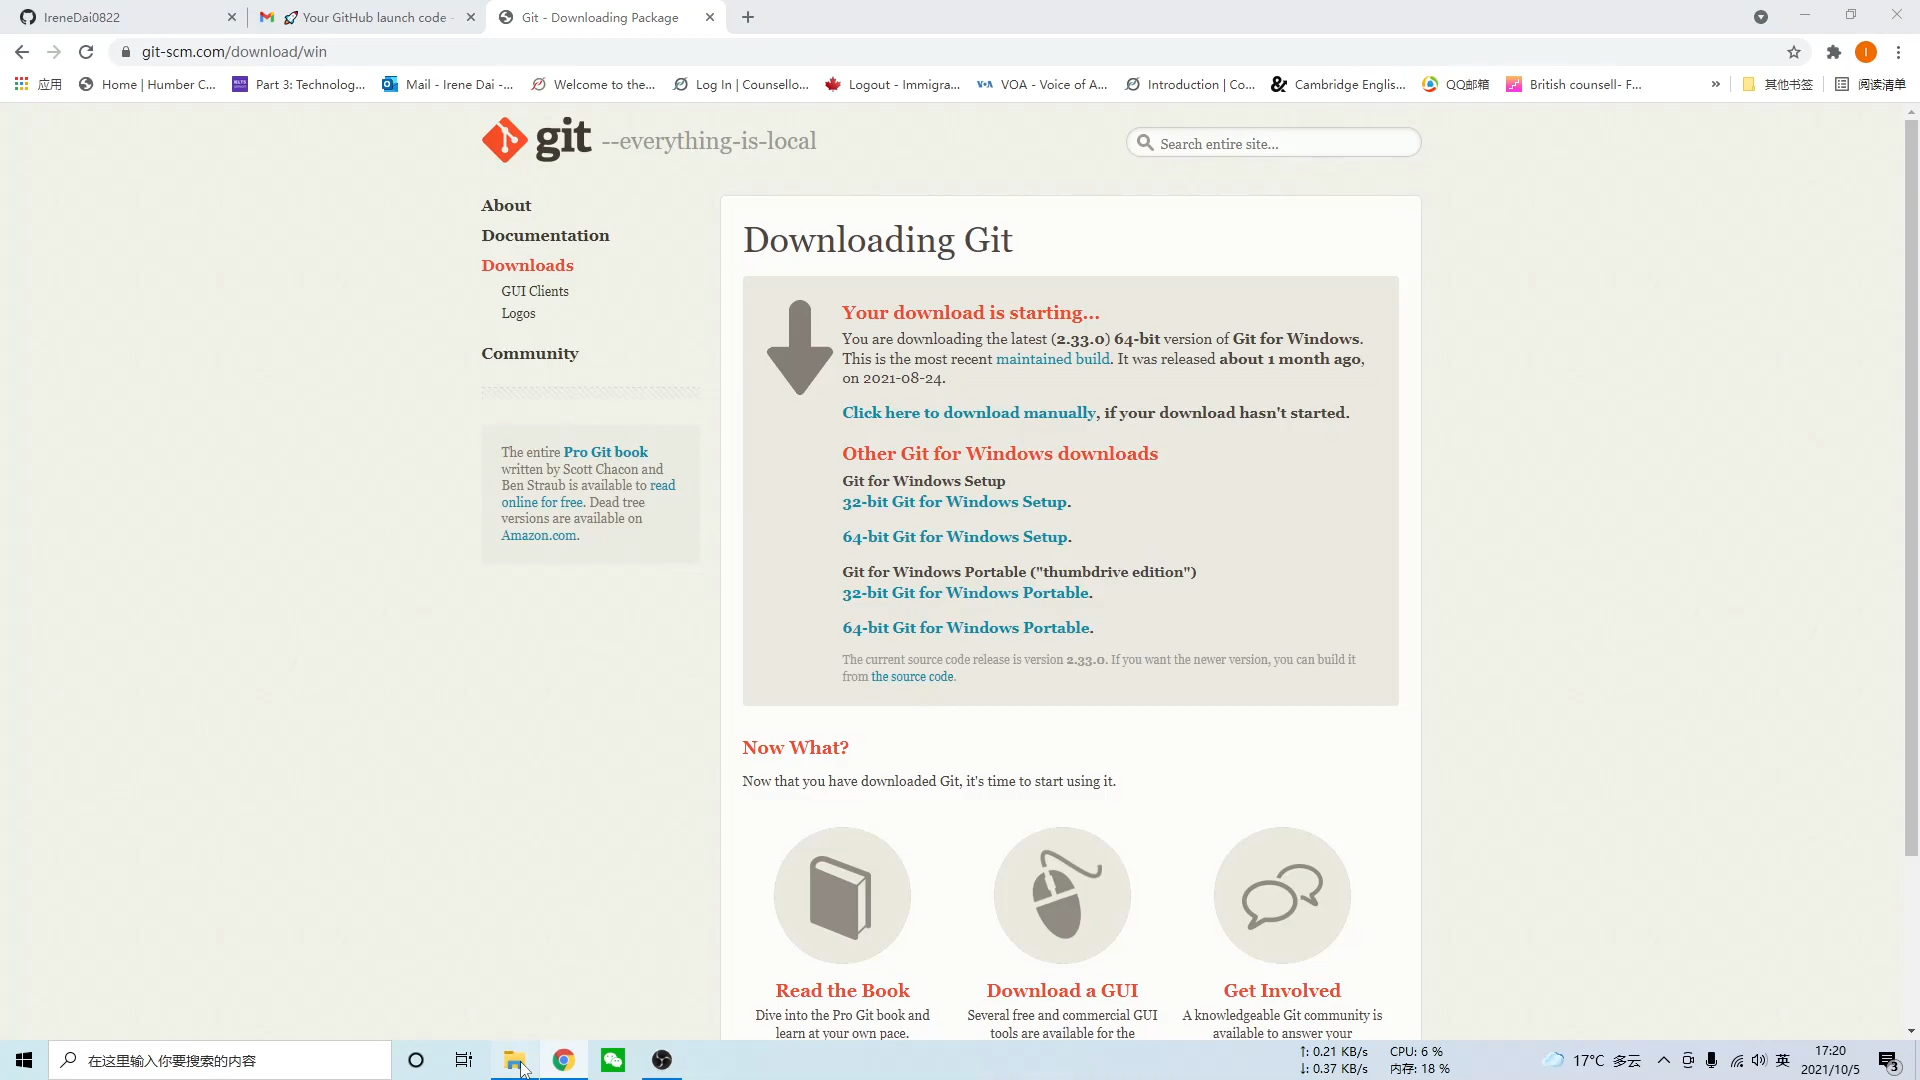 IreneDai0822
Your GitHub launch code -
Git - Downloading Package
git-scm.com/download/win
I
应用
Home | Humber C...
Part 3: Technolog...
Mail - Irene Dai -...
Welcome to the...
Log In | Counsello...
Logout - Immigra...
VOA - Voice of A...
Introduction | Co...
Cambridge Englis...
QQ邮箱
British counsell- F...
»
其他书签
阅读清单
git --everything-is-local
Search entire site...
About
Documentation
Downloads
GUI Clients
Logos
Community
The entire Pro Git book
written by Scott Chacon and
Ben Straub is available to read
online for free. Dead tree
versions are available on
Amazon.com.
Downloading Git
Your download is starting...
You are downloading the latest (2.33.0) 64-bit version of Git for Windows.
This is the most recent maintained build. It was released about 1 month ago,
on 2021-08-24.
Click here to download manually, if your download hasn't started.
Other Git for Windows downloads
Git for Windows Setup
32-bit Git for Windows Setup.
64-bit Git for Windows Setup.
Git for Windows Portable ("thumbdrive edition")
32-bit Git for Windows Portable.
64-bit Git for Windows Portable.
The current source code release is version 2.33.0. If you want the newer version, you can build it
from the source code.
Now What?
Now that you have downloaded Git, it's time to start using it.
Read the Book
Dive into the Pro Git book and
learn at your own pace.
Download a GUI
Several free and commercial GUI
tools are available for the
Get Involved
A knowledgeable Git community is
available to answer your
在这里输入你要搜索的内容
↑: 0.21 KB/s
↓: 0.37 KB/s
CPU: 6 %
内存: 18 %
17°C 多云
英
17:20
2021/10/5
3